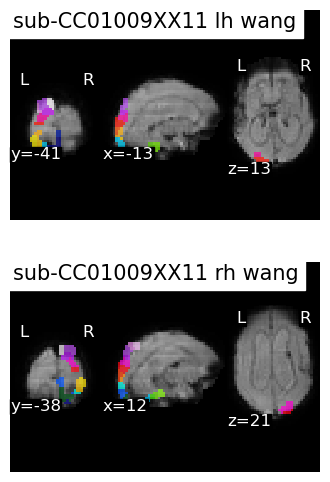 sub-CC01009XX11 lh wang
L R L R
y=-41 x=-13 z=13
sub-CC01009XX11 rh wang
L R L R
y=-38 x=12 z=21